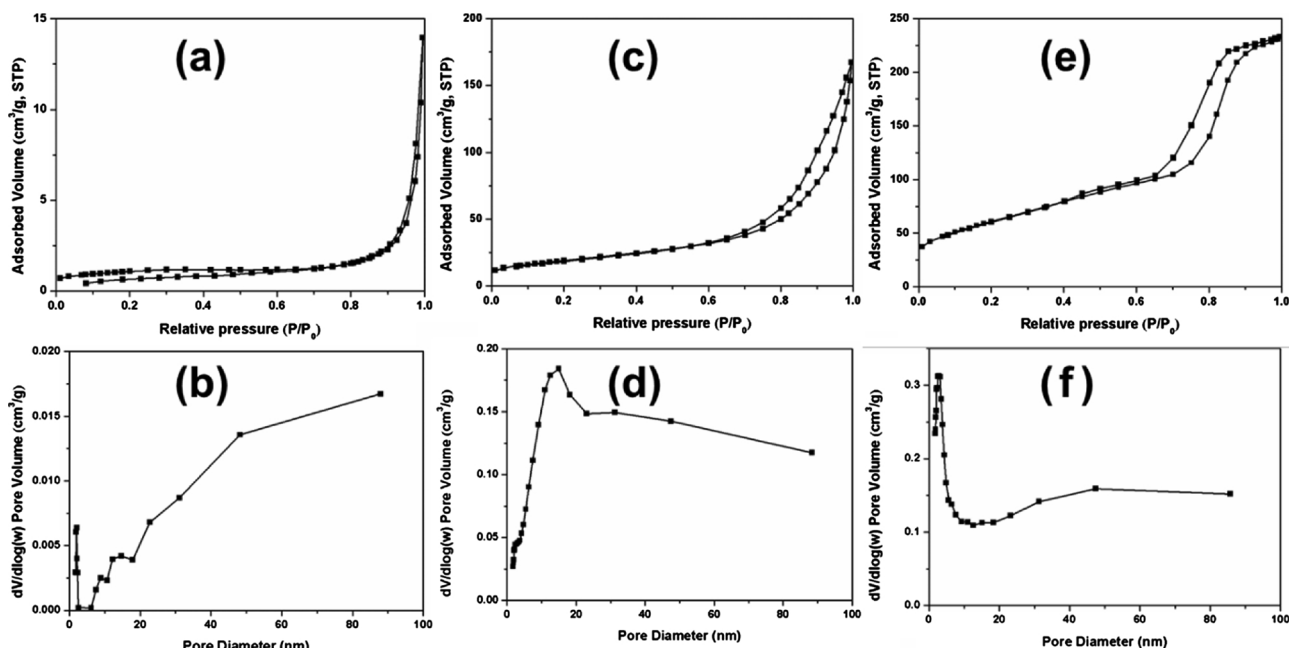 (a)
15
10
5
0
0.0 0.2 0.4 0.6 0.8 1.0
Adsorbed Volume (cm³/g, STP)
Relative pressure (P/P₀)
(c)
200
150
100
50
0
0.0 0.2 0.4 0.6 0.8 1.0
Adsorbed Volume (cm³/g, STP)
Relative pressure (P/P₀)
(e)
250
200
150
100
50
0
0.0 0.2 0.4 0.6 0.8 1.0
Adsorbed Volume (cm³/g, STP)
Relative pressure (P/P₀)
(b)
0.020
0.015
0.010
0.005
0.000
0 20 40 60 80 100
dV/dlog(w) Pore Volume (cm³/g)
Pore Diameter (nm)
(d)
0.20
0.15
0.10
0.05
0.00
0 20 40 60 80 100
dV/dlog(w) Pore Volume (cm³/g)
Pore Diameter (nm)
(f)
0.3
0.2
0.1
0.0
0 20 40 60 80 100
dV/dlog(w) Pore Volume (cm³/g)
Pore Diameter (nm)